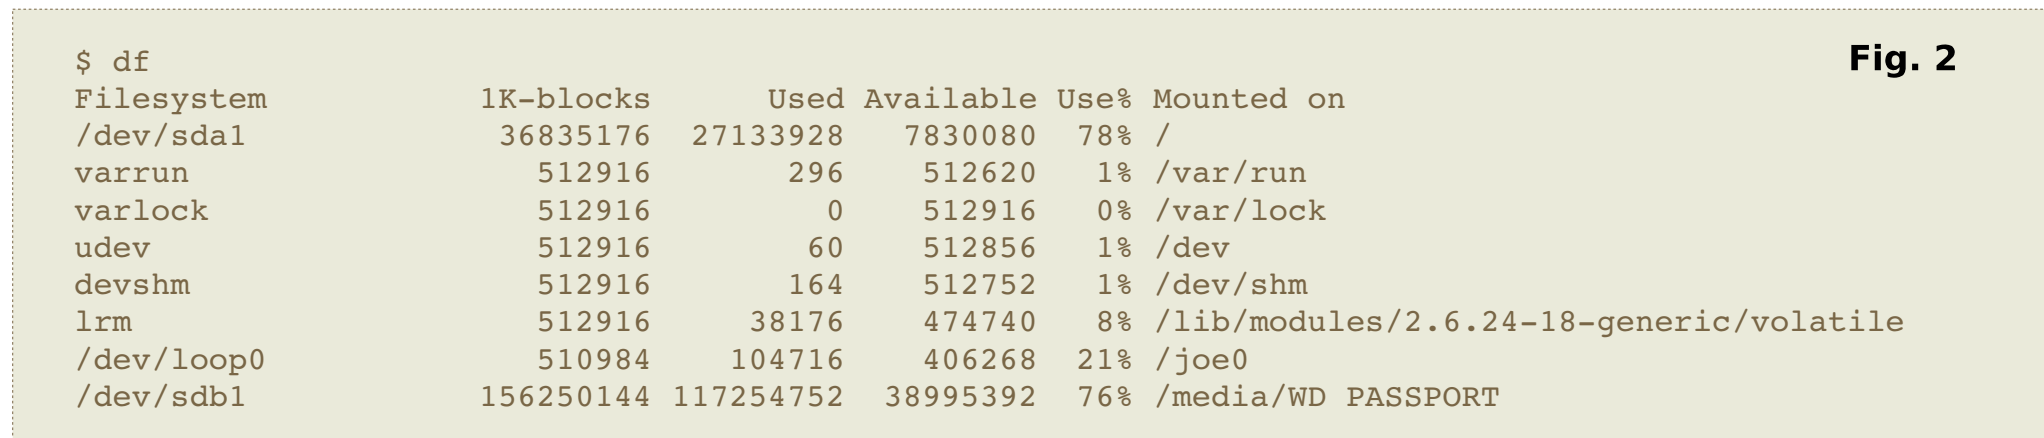 $ df
Fig. 2
Filesystem           1K-blocks      Used Available Use% Mounted on
/dev/sda1             36835176  27133928   7830080  78% /
varrun                  512916       296    512620   1% /var/run
varlock                 512916         0    512916   0% /var/lock
udev                    512916        60    512856   1% /dev
devshm                  512916       164    512752   1% /dev/shm
lrm                     512916     38176    474740   8% /lib/modules/2.6.24-18-generic/volatile
/dev/loop0              510984    104716    406268  21% /joe0
/dev/sdb1            156250144 117254752  38995392  76% /media/WD PASSPORT